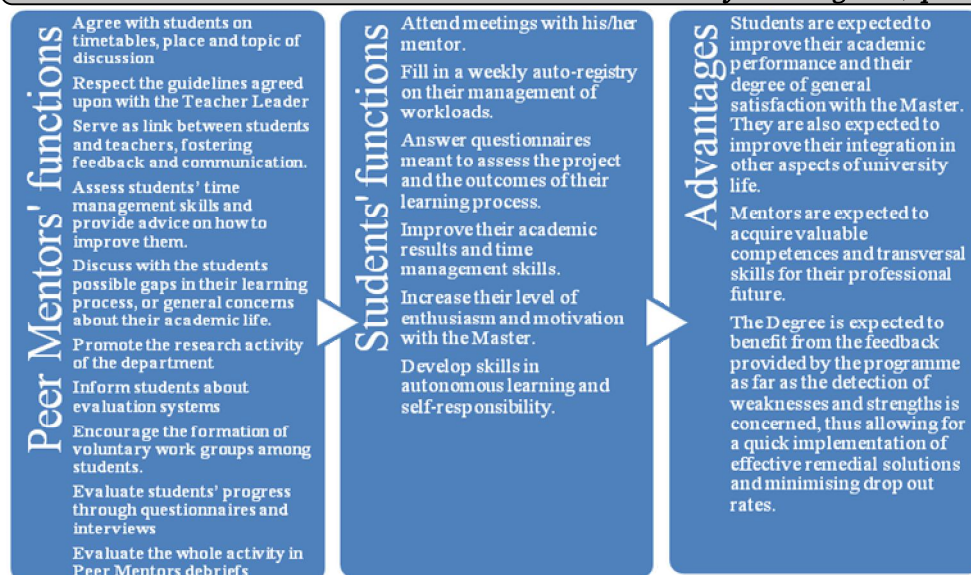 Peer Mentors' functions
Agree with students on
timetables, place and topic of
discussion
Respect the guidelines agreed
upon with the Teacher Leader
Serve as link between students
and teachers, fostering
feedback and communication.
Assess students' time
management skills and
provide advice on how to
improve them.
Discuss with the students
possible gaps in their learning
process, or general concerns
about their academic life.
Promote the research activity
of the department
Inform students about
evaluation systems
Encourage the formation of
voluntary work groups among
students.
Evaluate students' progress
through questionnaires and
interviews
Evaluate the whole activity in
Peer Mentors debriefs
Students' functions
Attend meetings with his/her
mentor.
Fill in a weekly auto-registry
on their management of
workloads.
Answer questionnaires
meant to assess the project
and the outcomes of their
learning process.
Improve their academic
results and time
management skills.
Increase their level of
enthusiasm and motivation
with the Master.
Develop skills in
autonomous learning and
self-responsibility.
Advantages
Students are expected to
improve their academic
performance and their
degree of general
satisfaction with the Master.
They are also expected to
improve their integration in
other aspects of university
life.
Mentors are expected to
acquire valuable
competences and transversal
skills for their professional
future.
The Degree is expected to
benefit from the feedback
provided by the programme
as far as the detection of
weaknesses and strengths is
concerned, thus allowing for
a quick implementation of
effective remedial solutions
and minimising drop out
rates.